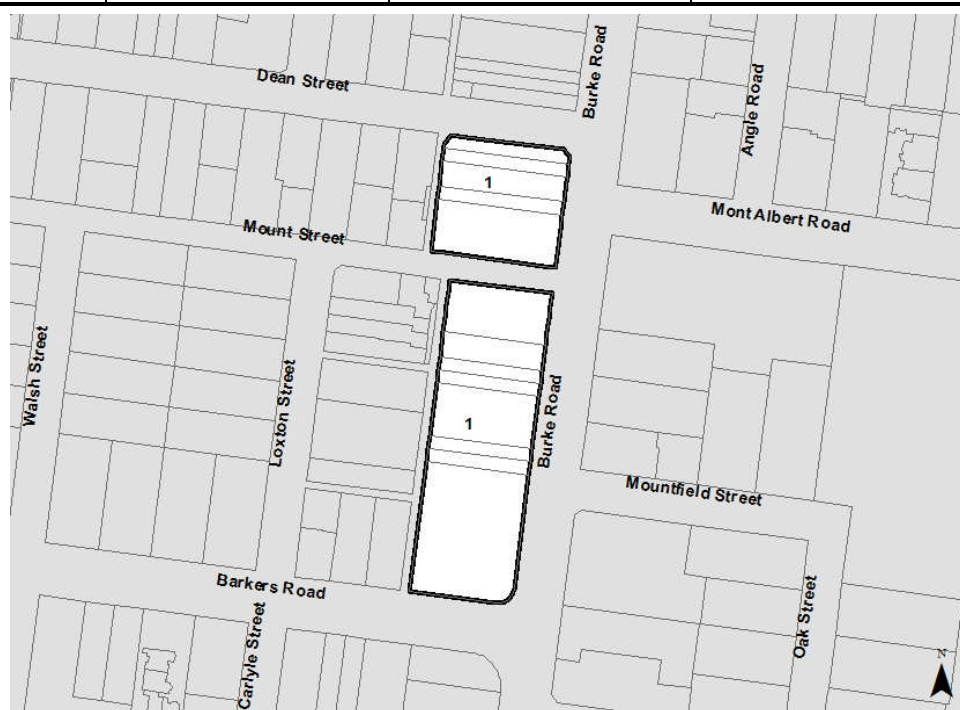 Burke Road
Dean Street
Angle Road
1
Mont Albert Road
Mount Street
Walsh Street
Loxton Street
1
Burke Road
Mountfield Street
Barkers Road
Oak Street
Carlyle Street
N